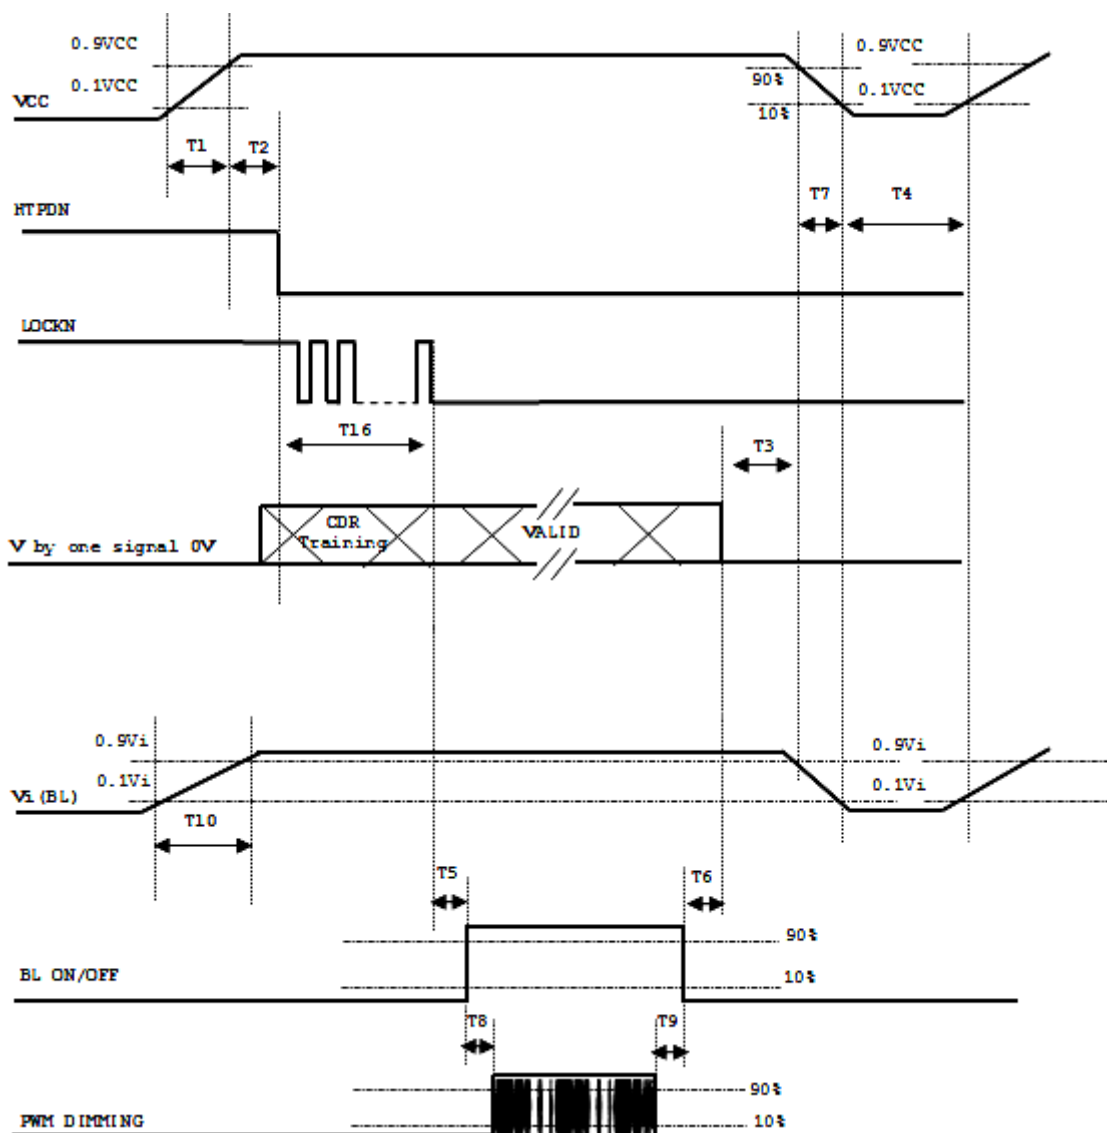 0.9VCC
0.9VCC
90%
0.1VCC
0.1VCC
VCC
10%
T1
T2
T7
T4
HTPDN
LOCKN
T16
T3
CDR
Training
VALID
V by one signal 0V
0.9Vi
0.9Vi
0.1Vi
0.1Vi
Vi(BL)
T10
T5
T6
90%
BL ON/OFF
10%
T8
T9
90%
PWM DIMMING
10%